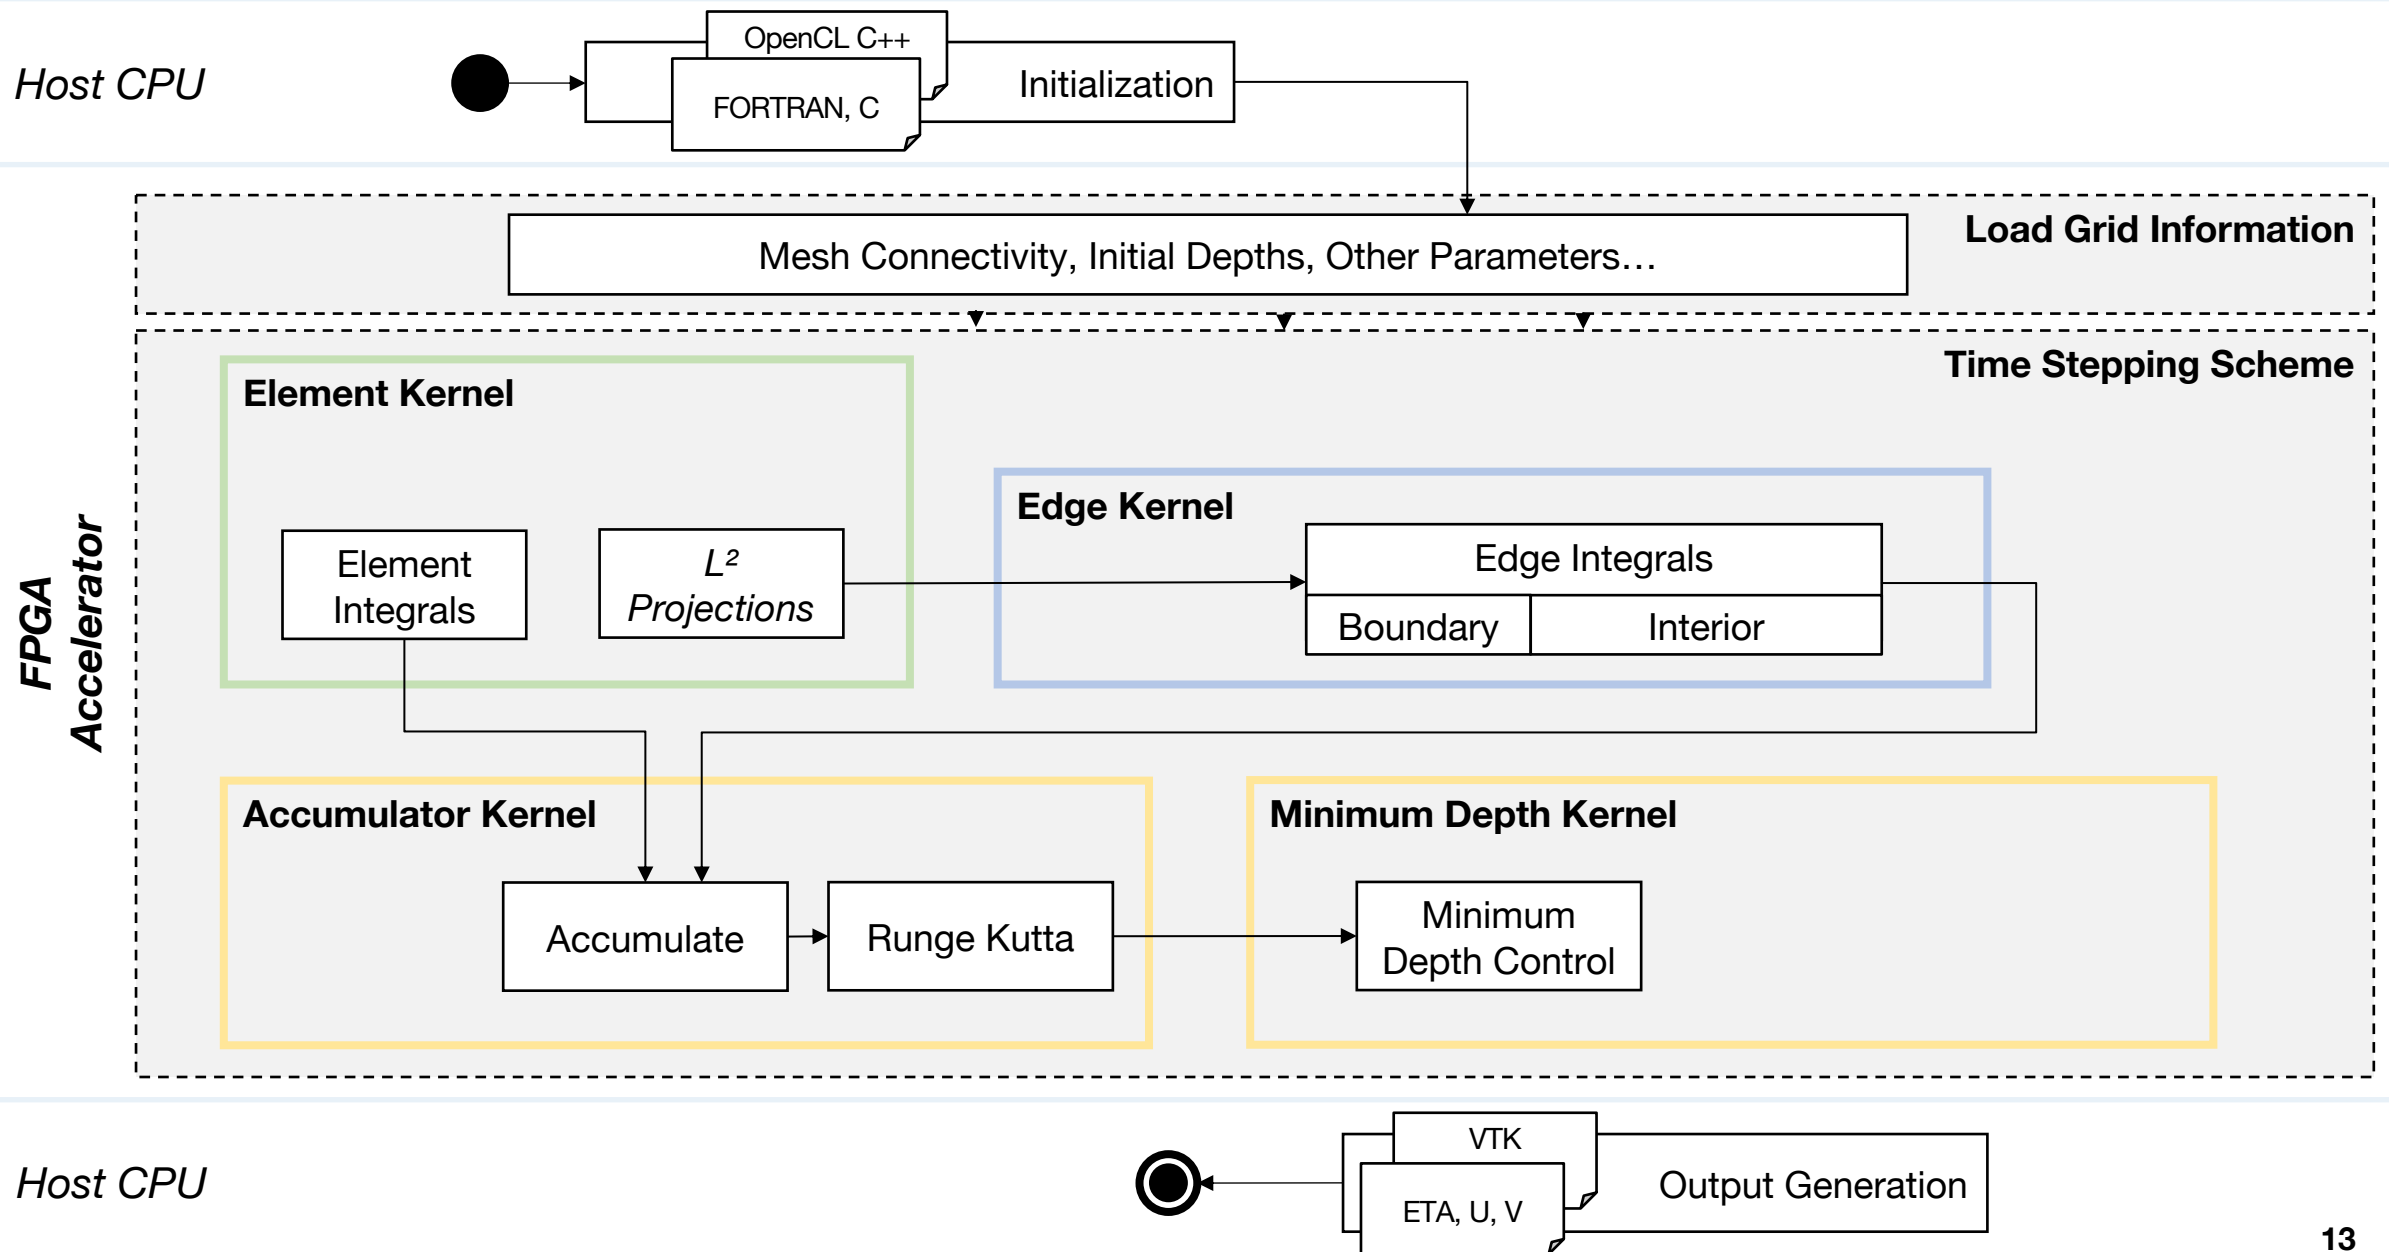 Host CPU
OpenCL C++
FORTRAN, C
Initialization
Load Grid Information
Mesh Connectivity, Initial Depths, Other Parameters…
FPGA
Accelerator
Time Stepping Scheme
Element Kernel
Element
Integrals
L²
Projections
Edge Kernel
Edge Integrals
Boundary
Interior
Accumulator Kernel
Accumulate
Runge Kutta
Minimum Depth Kernel
Minimum
Depth Control
Host CPU
VTK
ETA, U, V
Output Generation
13